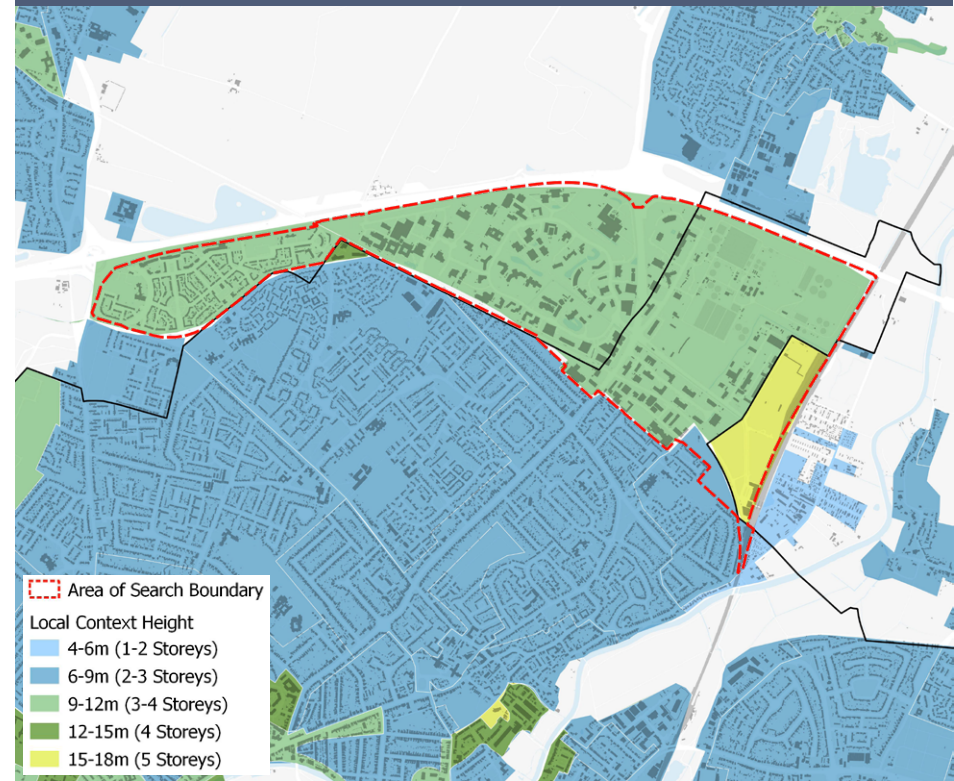 Area of Search Boundary
Local Context Height
4-6m (1-2 Storeys)
6-9m (2-3 Storeys)
9-12m (3-4 Storeys)
12-15m (4 Storeys)
15-18m (5 Storeys)